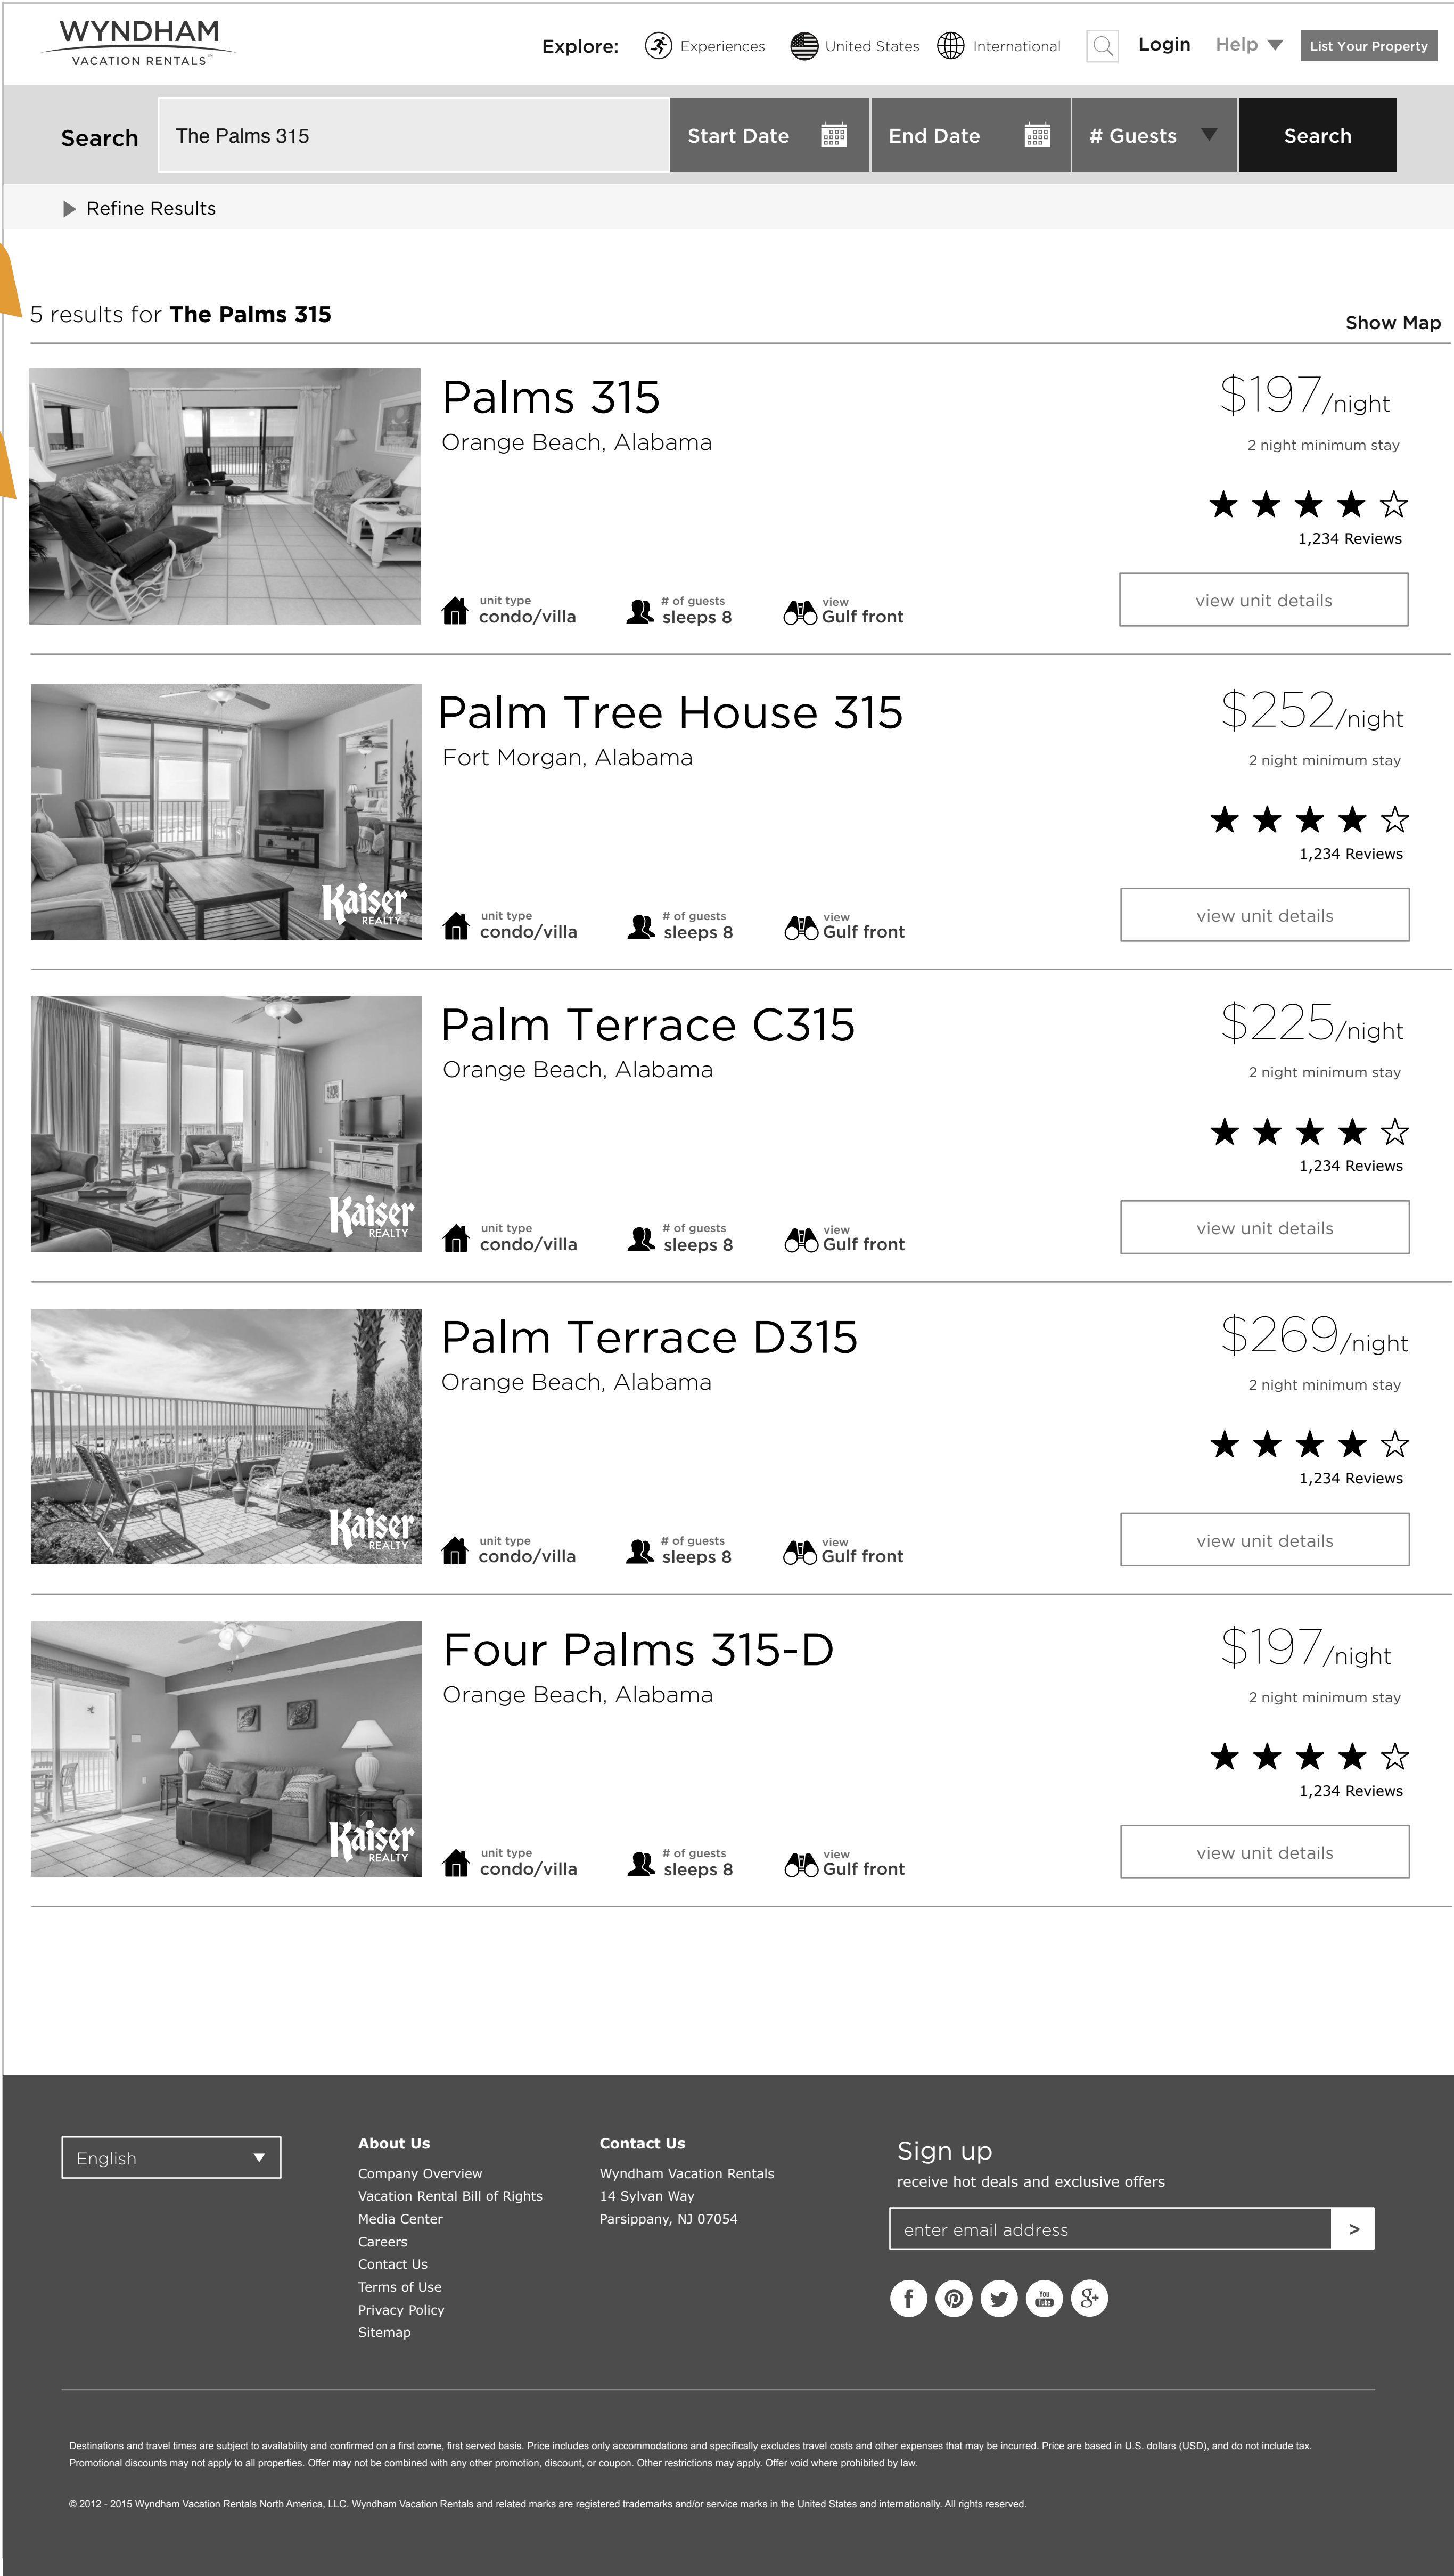 WYNDHAM
VACATION RENTALS
Explore: Experiences United States International Login Help List Your Property
Search The Palms 315 Start Date End Date # Guests Search
Refine Results
5 results for The Palms 315
Show Map
Palms 315
Orange Beach, Alabama
$197/night
2 night minimum stay
1,234 Reviews
unit type
condo/villa
# of guests
sleeps 8
view
Gulf front
view unit details
Palm Tree House 315
Fort Morgan, Alabama
$252/night
2 night minimum stay
1,234 Reviews
Kaiser
REALTY
unit type
condo/villa
# of guests
sleeps 8
view
Gulf front
view unit details
Palm Terrace C315
Orange Beach, Alabama
$225/night
2 night minimum stay
1,234 Reviews
Kaiser
REALTY
unit type
condo/villa
# of guests
sleeps 8
view
Gulf front
view unit details
Palm Terrace D315
Orange Beach, Alabama
$269/night
2 night minimum stay
1,234 Reviews
Kaiser
REALTY
unit type
condo/villa
# of guests
sleeps 8
view
Gulf front
view unit details
Four Palms 315-D
Orange Beach, Alabama
$197/night
2 night minimum stay
1,234 Reviews
Kaiser
REALTY
unit type
condo/villa
# of guests
sleeps 8
view
Gulf front
view unit details
English
About Us
Company Overview
Vacation Rental Bill of Rights
Media Center
Careers
Contact Us
Terms of Use
Privacy Policy
Sitemap
Contact Us
Wyndham Vacation Rentals
14 Sylvan Way
Parsippany, NJ 07054
Sign up
receive hot deals and exclusive offers
enter email address >
You
Tube
g+
Destinations and travel times are subject to availability and confirmed on a first come, first served basis. Price includes only accommodations and specifically excludes travel costs and other expenses that may be incurred. Price are based in U.S. dollars (USD), and do not include tax.
Promotional discounts may not apply to all properties. Offer may not be combined with any other promotion, discount, or coupon. Other restrictions may apply. Offer void where prohibited by law.
© 2012 - 2015 Wyndham Vacation Rentals North America, LLC. Wyndham Vacation Rentals and related marks are registered trademarks and/or service marks in the United States and internationally. All rights reserved.